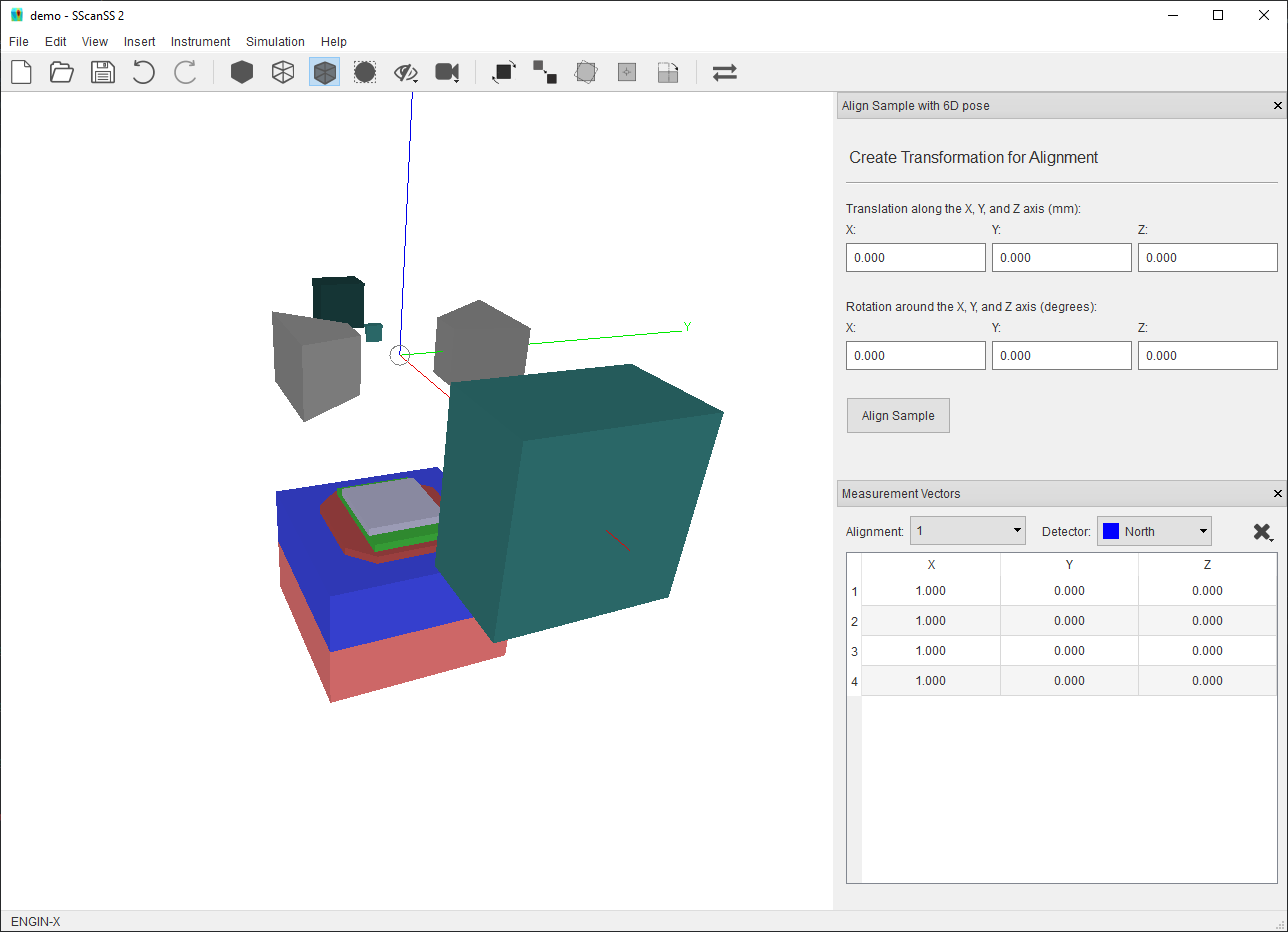 demo - SScanSS 2
File Edit View Insert Instrument Simulation Help
Align Sample with 6D pose
Create Transformation for Alignment
Translation along the X, Y, and Z axis (mm):
X: Y: Z:
0.000 0.000 0.000
Rotation around the X, Y, and Z axis (degrees):
X: Y: Z:
0.000 0.000 0.000
Align Sample
Y
Measurement Vectors
Alignment: 1 Detector: North
X Y Z
1 1.000 0.000 0.000
2 1.000 0.000 0.000
3 1.000 0.000 0.000
4 1.000 0.000 0.000
ENGIN-X